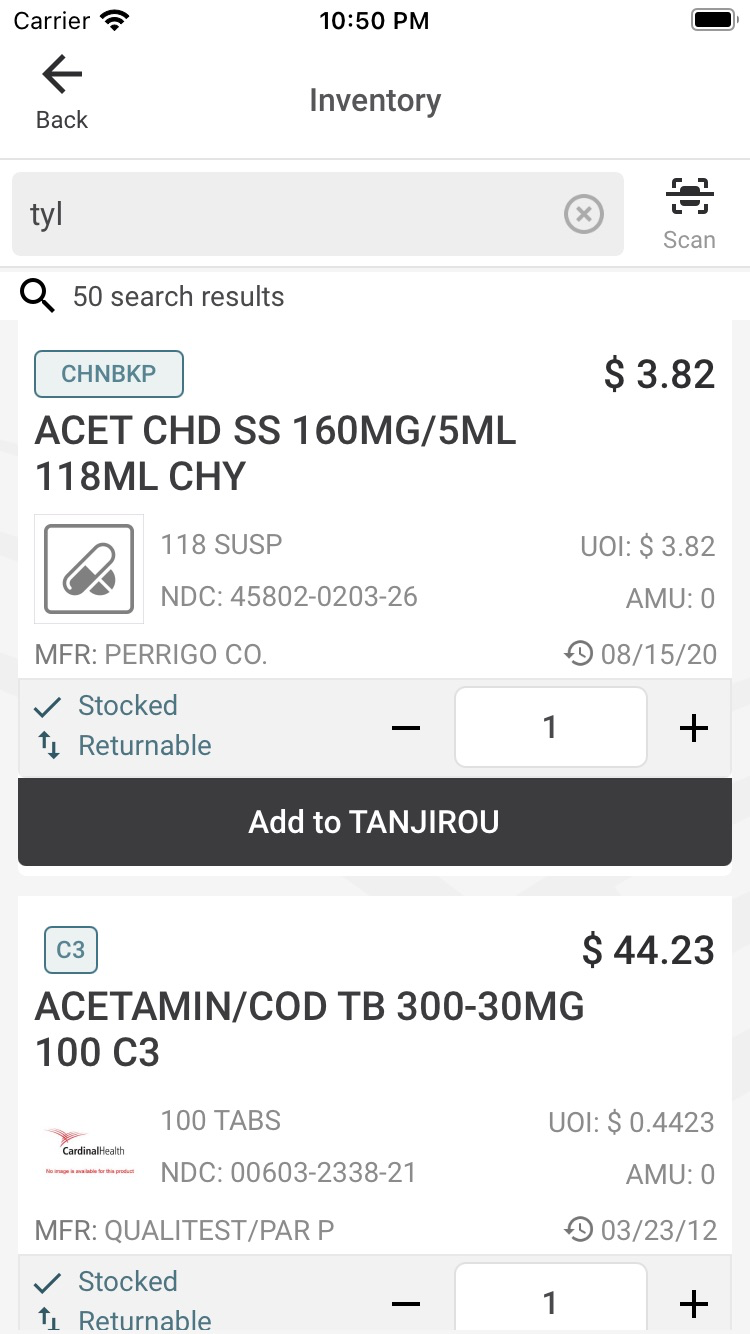 Carrier 10:50 PM
Back
Inventory
tyl
Scan
50 search results
CHNBKP
$ 3.82
ACET CHD SS 160MG/5ML
118ML CHY
118 SUSP
UOI: $ 3.82
NDC: 45802-0203-26
AMU: 0
MFR: PERRIGO CO.
08/15/20
Stocked
Returnable
1
Add to TANJIROU
C3
$ 44.23
ACETAMIN/COD TB 300-30MG
100 C3
100 TABS
UOI: $ 0.4423
CardinalHealth
No image is available for this product
NDC: 00603-2338-21
AMU: 0
MFR: QUALITEST/PAR P
03/23/12
Stocked
Returnable
1